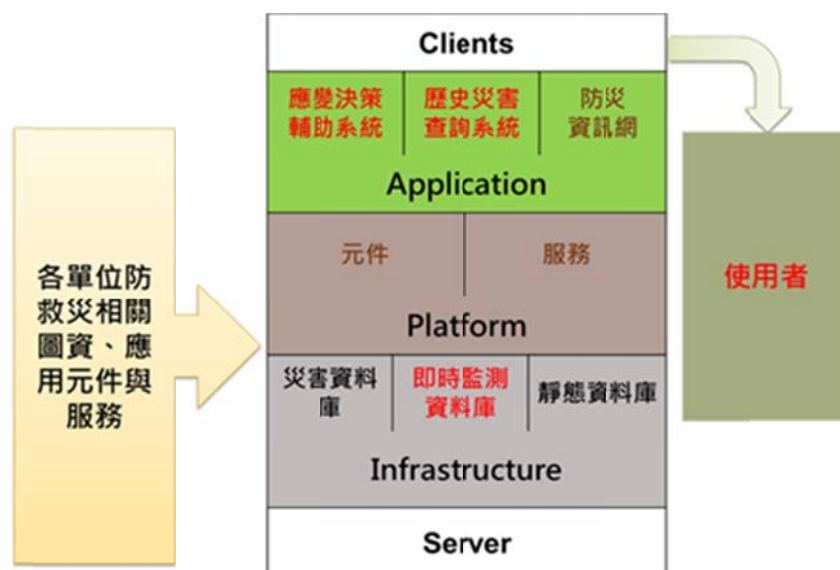 各單位防
救災相關
圖資、應
用元件與
服務
Clients
應變決策
輔助系統
歷史災害
查詢系統
防災
資訊網
Application
元件
服務
Platform
災害資料
庫
即時監測
資料庫
靜態資料庫
Infrastructure
Server
使用者